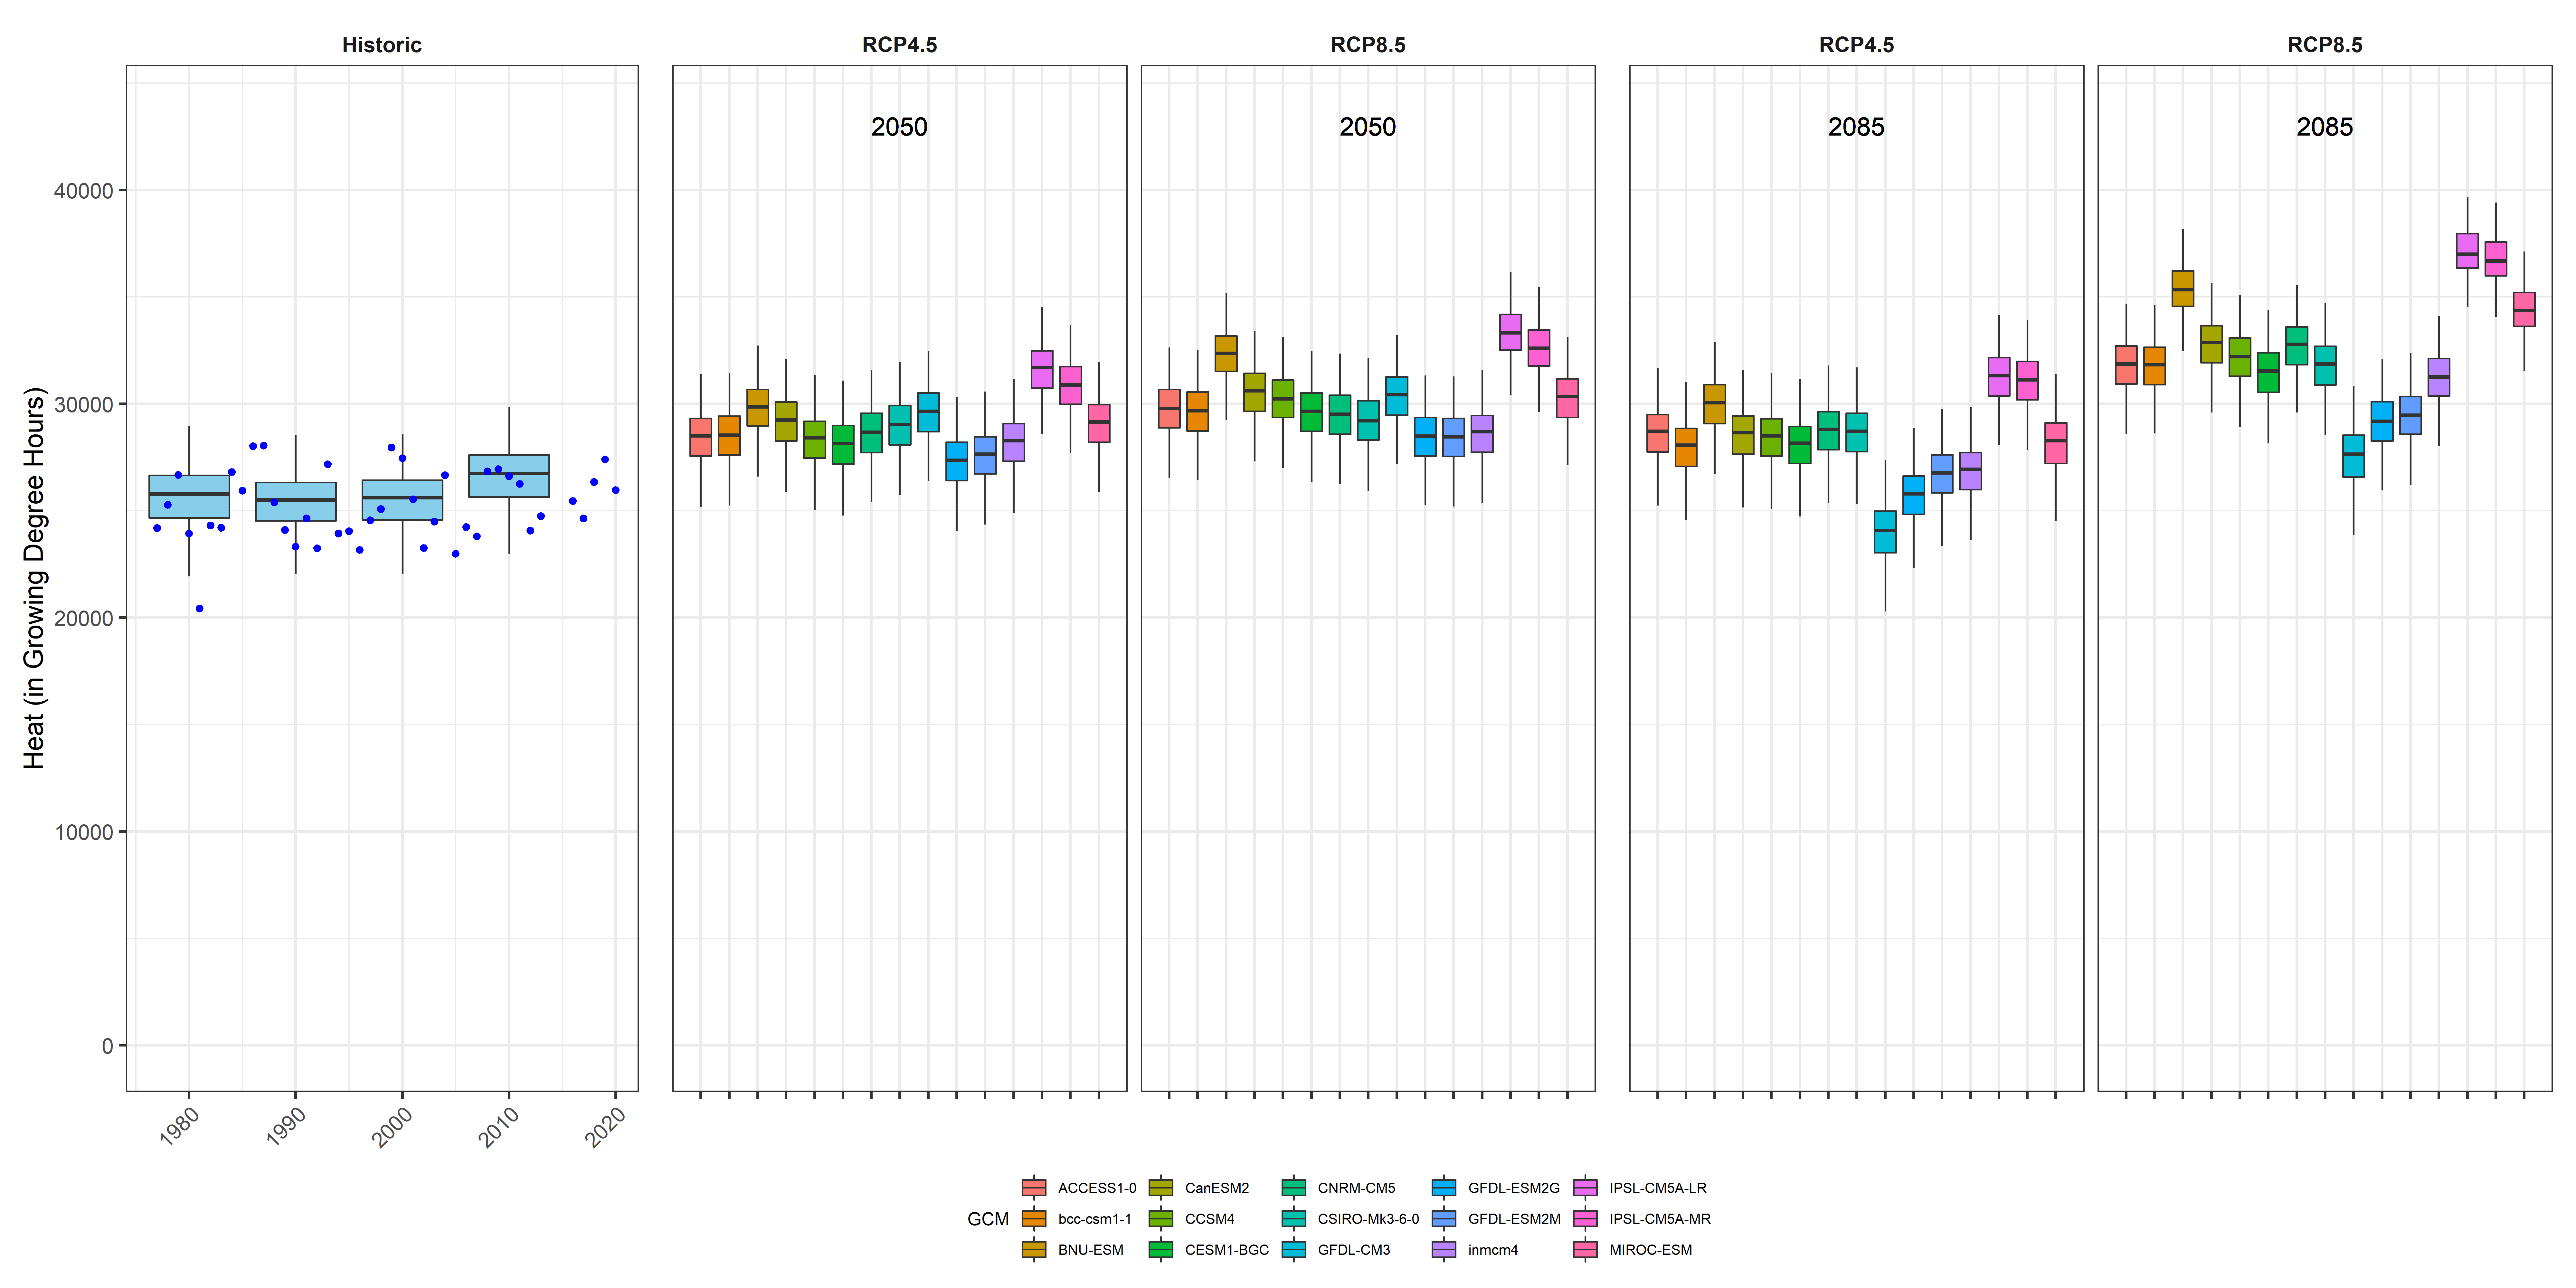 Historic RCP4.5 RCP8.5 RCP4.5 RCP8.5
2050 2050 2085 2085
Heat (in Growing Degree Hours)
40000
30000
20000
10000
0
1980 1990 2000 2010 2020
GCM
ACCESS1-0 CanESM2 CNRM-CM5 GFDL-ESM2G IPSL-CM5A-LR
bcc-csm1-1 CCSM4 CSIRO-Mk3-6-0 GFDL-ESM2M IPSL-CM5A-MR
BNU-ESM CESM1-BGC GFDL-CM3 inmcm4 MIROC-ESM